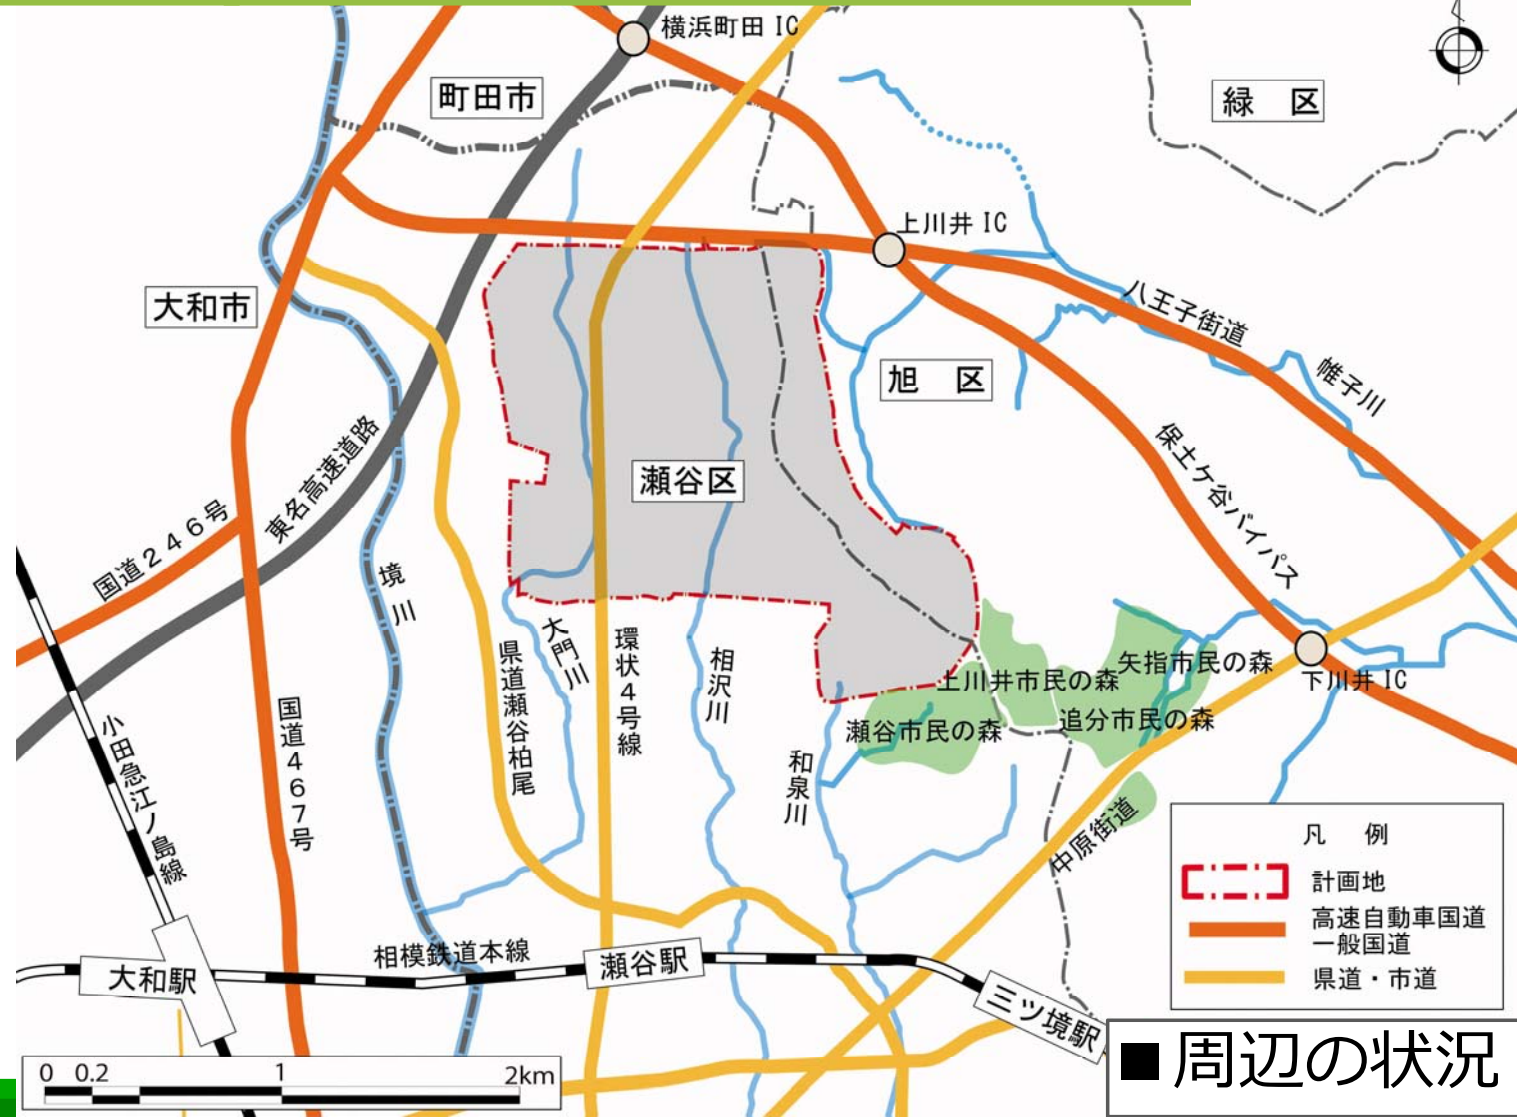 横浜町田 IC
町田市
緑　区
上川井 IC
大和市
八王子街道
旭　区
帷子川
東名高速道路
保土ケ谷バイパス
瀬谷区
国道２４６号
境川
大門川
環状４号線
県道瀬谷柏尾
相沢川
矢指市民の森
上川井市民の森
下川井 IC
追分市民の森
瀬谷市民の森
国道４６７号
小田急江ノ島線
和泉川
中原街道
凡　例
計画地
高速自動車国道
一般国道
県道・市道
相模鉄道本線
瀬谷駅
大和駅
三ツ境駅
■周辺の状況
0 0.2 1 2km